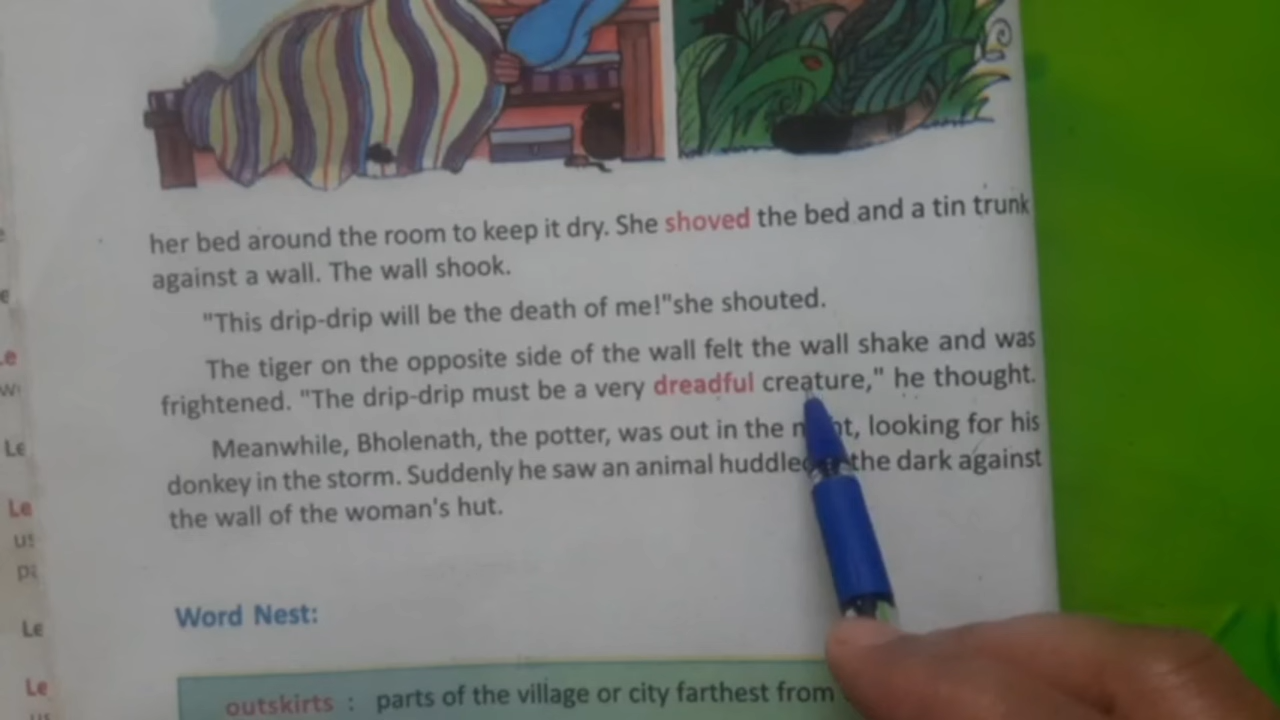 her bed around the room to keep it dry. She shoved the bed and a tin trunk
against a wall. The wall shook.
"This drip-drip will be the death of me!"she shouted.
The tiger on the opposite side of the wall felt the wall shake and was
frightened. "The drip-drip must be a very dreadful creature," he thought.
Meanwhile, Bholenath, the potter, was out in the night, looking for his
donkey in the storm. Suddenly he saw an animal huddled the dark against
the wall of the woman's hut.
Word Nest:
outskirts : parts of the village or city farthest from